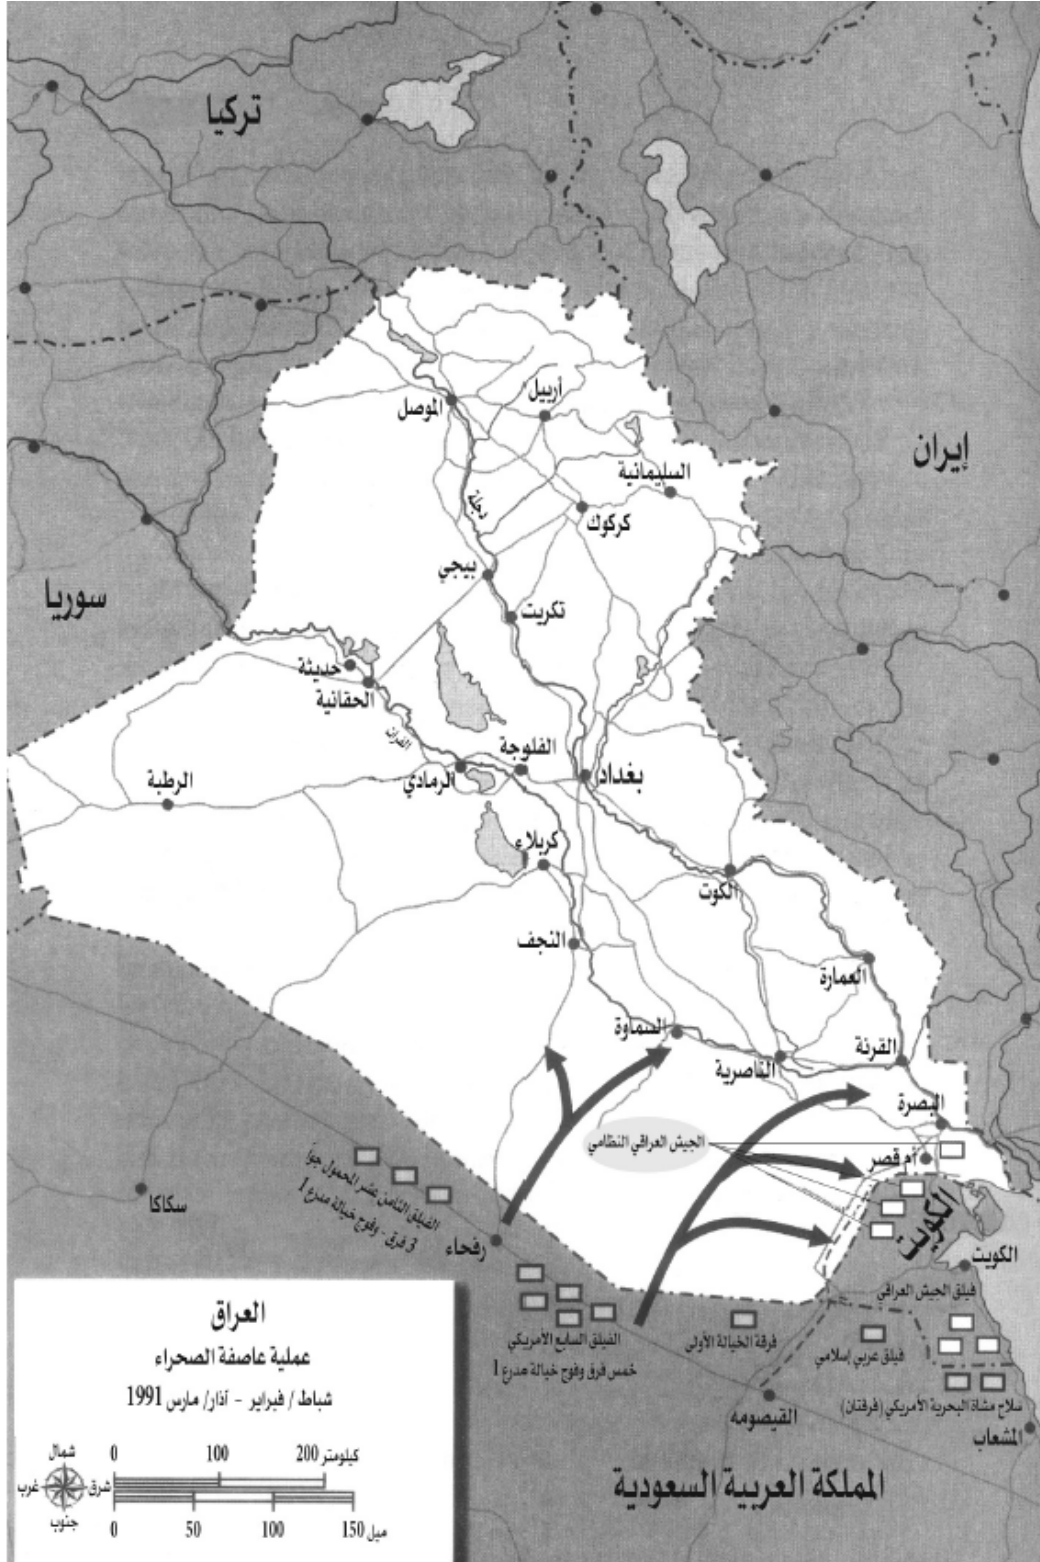 تركيا
إيران
سوريا
أربيل
الموصل
السليمانية
كركوك
دجلة
بيجي
تكريت
حديثة
الحقانية
الفرات
الفلوجة
الرمادي
بغداد
الرطبة
كربلاء
الكوت
النجف
العمارة
السماوة
الناصرية
القرنة
البصرة
الجيش العراقي النظامي
أم قصر
الكويت
الكويت
سكاكا
الفيلق الثامن عشر المحمول جواً
3 فرق - وفوج خيالة مدرع 1
رفحاء
فيلق الجيش العراقي
الفيلق السابع الأمريكي
خمس فرق وفوج خيالة مدرع 1
فرقة الخيالة الأولى
فيلق عربي إسلامي
سلاح مشاة البحرية الأمريكي (فرقتان)
القيصومه
المشعاب
المملكة العربية السعودية
العراق
عملية عاصفة الصحراء
شباط / فبراير - آذار/ مارس 1991
شمال
شرق
غرب
جنوب
0 100 200 كيلومتر
0 50 100 150 ميل